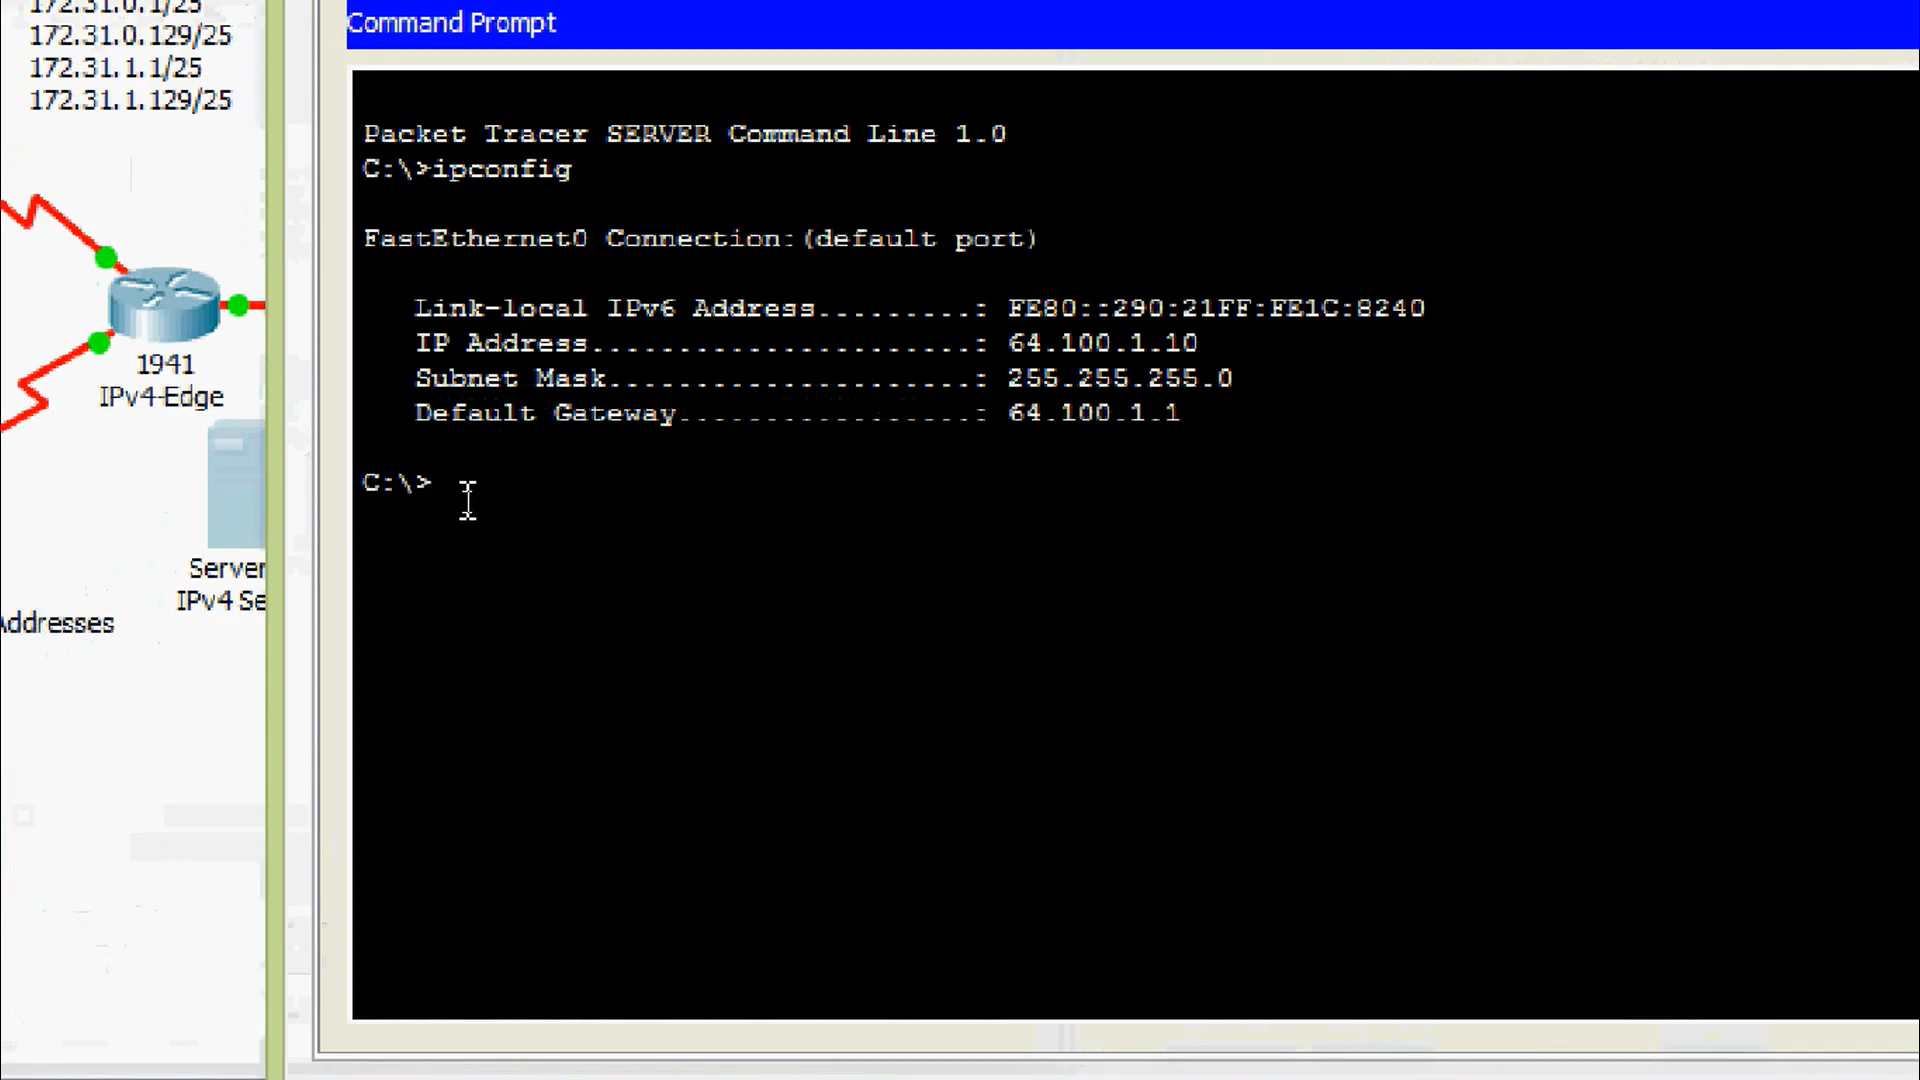 172.31.0.1/25
172.31.0.129/25
172.31.1.1/25
172.31.1.129/25
1941
IPv4-Edge
Server
IPv4 Se
Addresses
Command Prompt
Packet Tracer SERVER Command Line 1.0
C:\>ipconfig
FastEthernet0 Connection:(default port)
Link-local IPv6 Address.........: FE80::290:21FF:FE1C:8240
IP Address......................: 64.100.1.10
Subnet Mask.....................: 255.255.255.0
Default Gateway.................: 64.100.1.1
C:\>